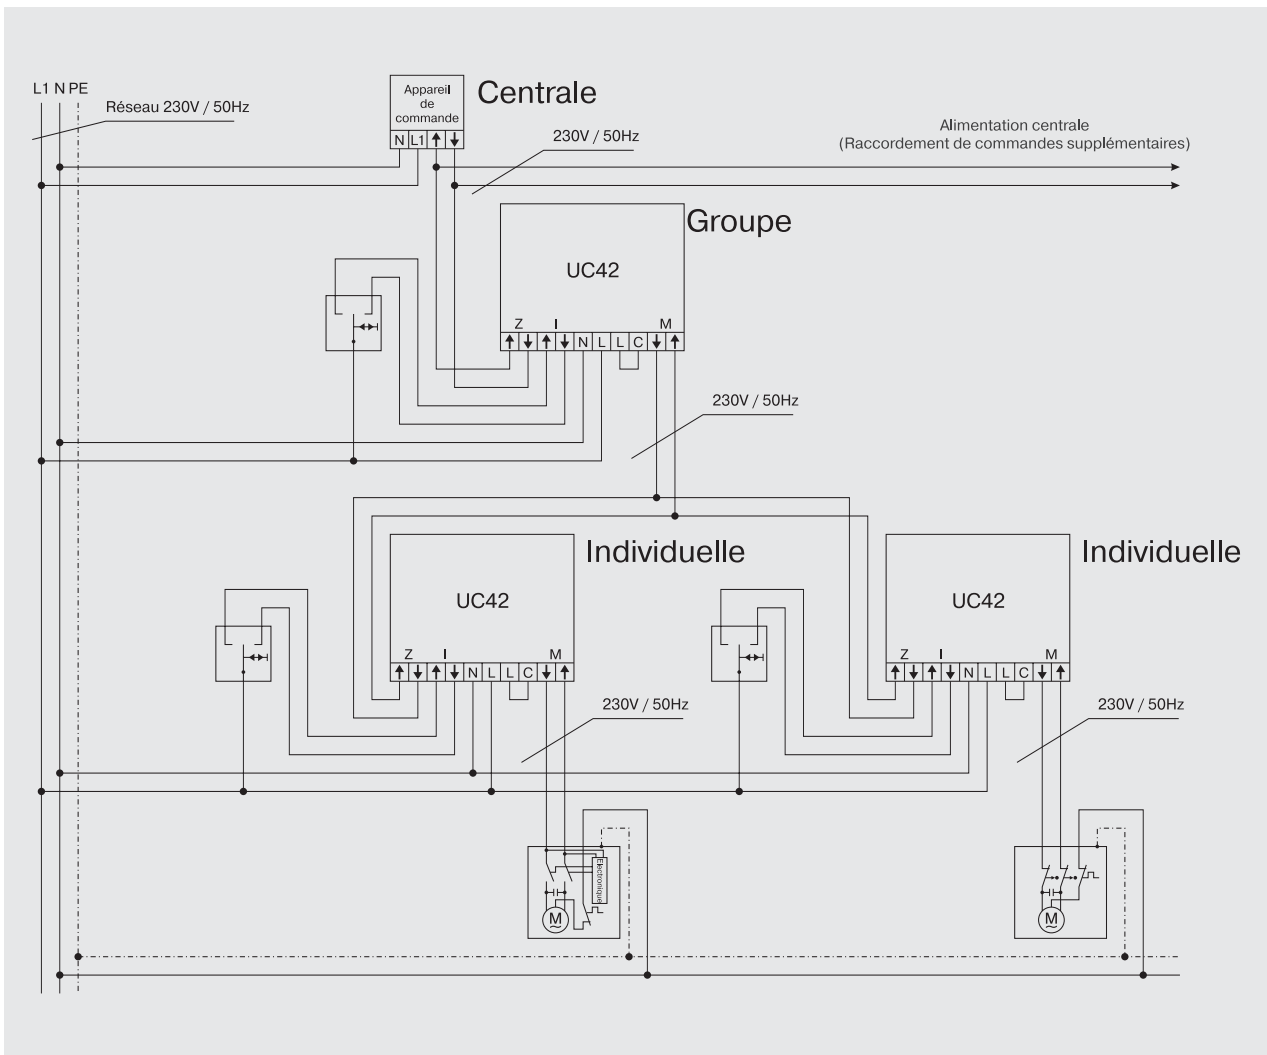 L1 N PE
Réseau 230V / 50Hz
Appareil
de
commande
N L1 ↑ ↓
Centrale
230V / 50Hz
Alimentation centrale
(Raccordement de commandes supplémentaires)
Groupe
UC42
Z I M
↑ ↓ ↑ ↓ N L L C ↓ ↑
230V / 50Hz
Individuelle
UC42
Z I M
↑ ↓ ↑ ↓ N L L C ↓ ↑
230V / 50Hz
Individuelle
UC42
Z I M
↑ ↓ ↑ ↓ N L L C ↓ ↑
230V / 50Hz
Electronique
M
~
M
~